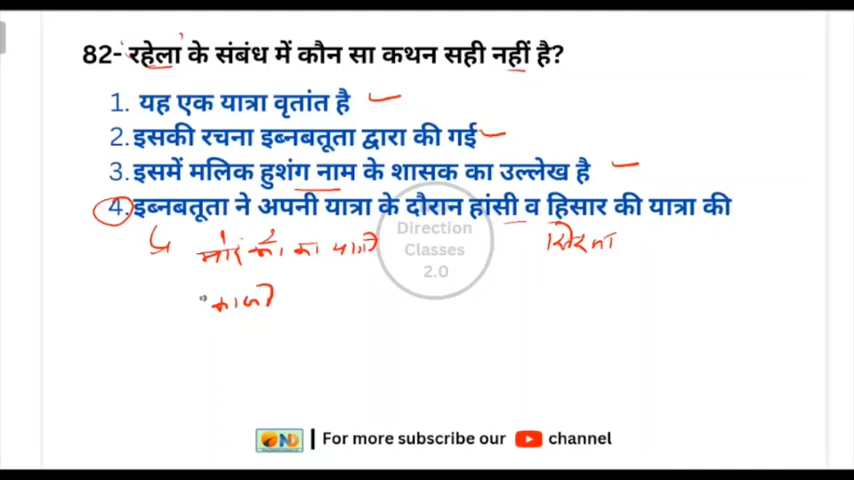 82- 'रहेला' के संबंध में कौन सा कथन सही नहीं है?
1. यह एक यात्रा वृतांत है
2. इसकी रचना इब्नबतूता द्वारा की गई
3. इसमें मलिक हुशंग नाम के शासक का उल्लेख है
4. इब्नबतूता ने अपनी यात्रा के दौरान हांसी व हिसार की यात्रा की
Direction
Classes
2.0
For more subscribe our channel